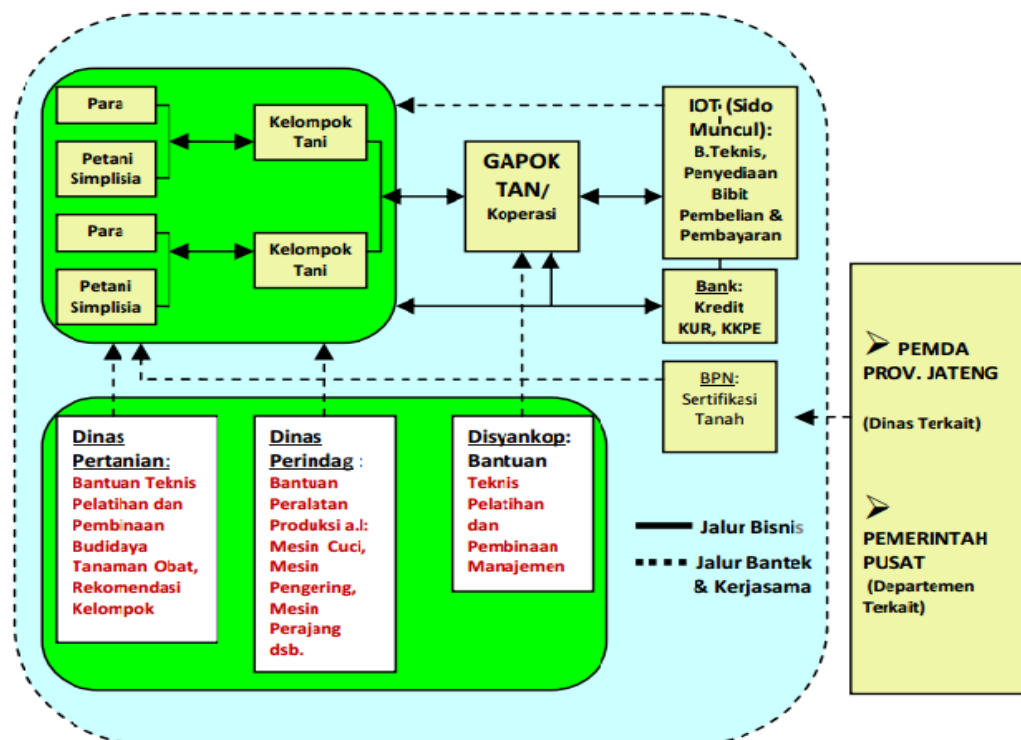 Para
Petani
Simplisia
Para
Petani
Simplisia
Kelompok
Tani
Kelompok
Tani
GAPOK
TAN/
Koperasi
IOT (Sido
Muncul):
B.Teknis,
Penyediaan
Bibit
Pembelian &
Pembayaran
Bank:
Kredit
KUR, KKPE
BPN:
Sertifikasi
Tanah
➢ PEMDA
PROV. JATENG
(Dinas Terkait)
➢
PEMERINTAH
PUSAT
(Departemen
Terkait)
Dinas
Pertanian:
Bantuan Teknis
Pelatihan dan
Pembinaan
Budidaya
Tanaman Obat,
Rekomendasi
Kelompok
Dinas
Perindag :
Bantuan
Peralatan
Produksi a.l:
Mesin Cuci,
Mesin
Pengering,
Mesin
Perajang
dsb.
Disyankop:
Bantuan
Teknis
Pelatihan
dan
Pembinaan
Manajemen
Jalur Bisnis
Jalur Bantek
& Kerjasama